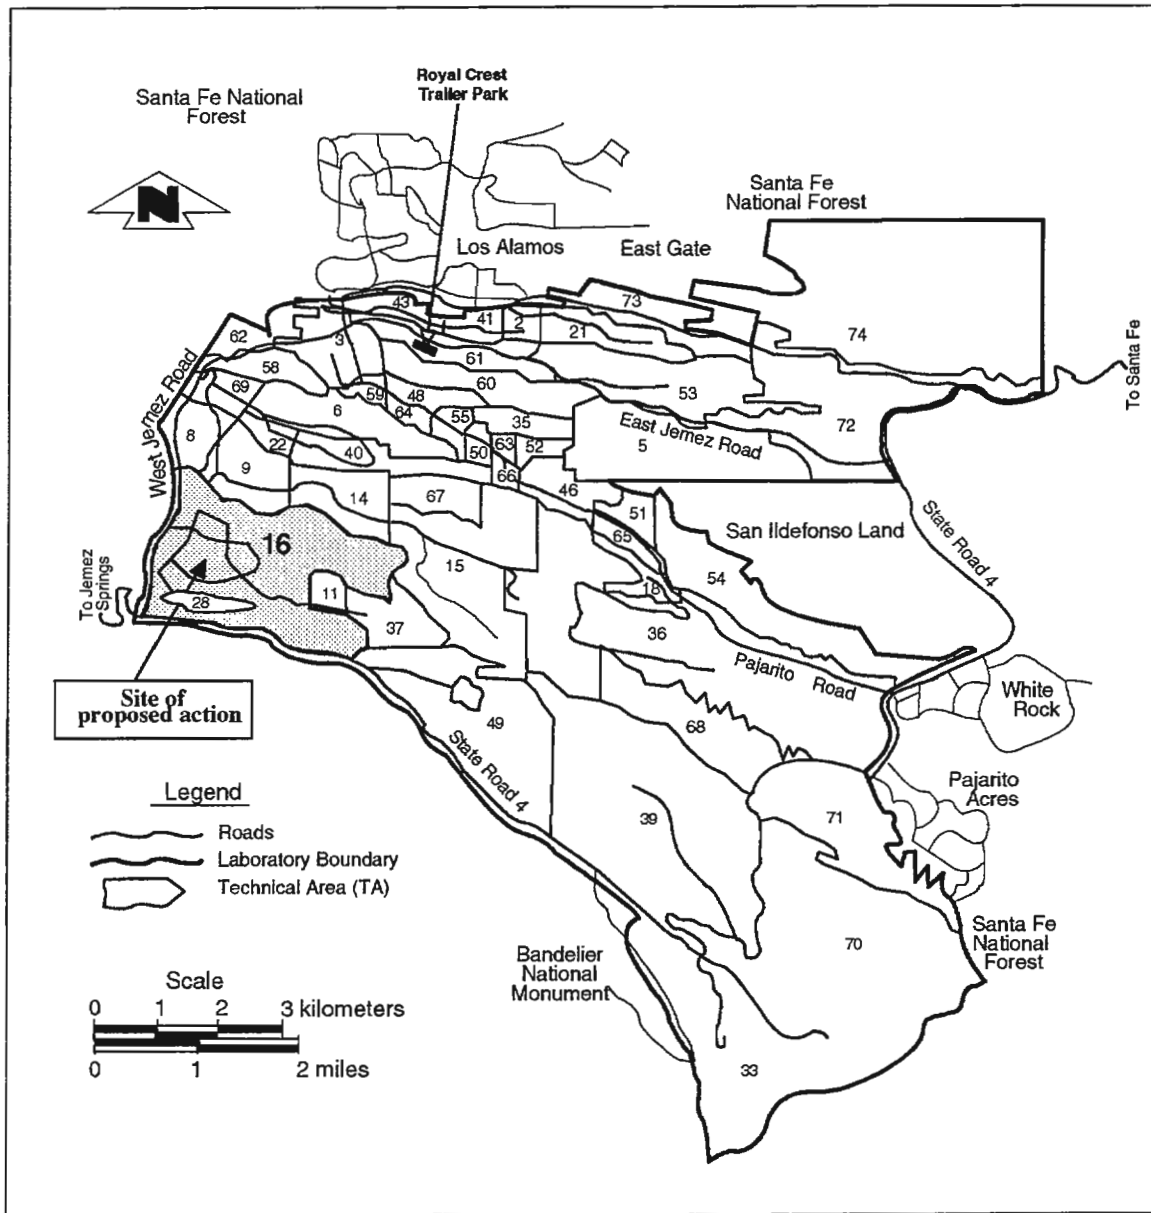 Royal Crest
Trailer Park
Santa Fe National
Forest
N
Santa Fe
National Forest
Los Alamos
East Gate
To Santa Fe
43
73
41
2
21
74
62
3
61
58
60
53
69
59
48
6
64
55
35
72
8
West Jemez Road
22
40
50
63
52
East Jemez Road
5
9
66
46
14
67
51
State Road 4
16
65
San Ildefonso Land
15
54
To Jemez
Springs
28
11
18
37
36
Pajarito Road
White
Rock
Site of
proposed action
49
68
State Road 4
Pajarito
Acres
Legend
39
71
Roads
Laboratory Boundary
Technical Area (TA)
70
Santa Fe
National
Forest
Bandelier
National
Monument
Scale
0 1 2 3 kilometers
0 1 2 miles
33